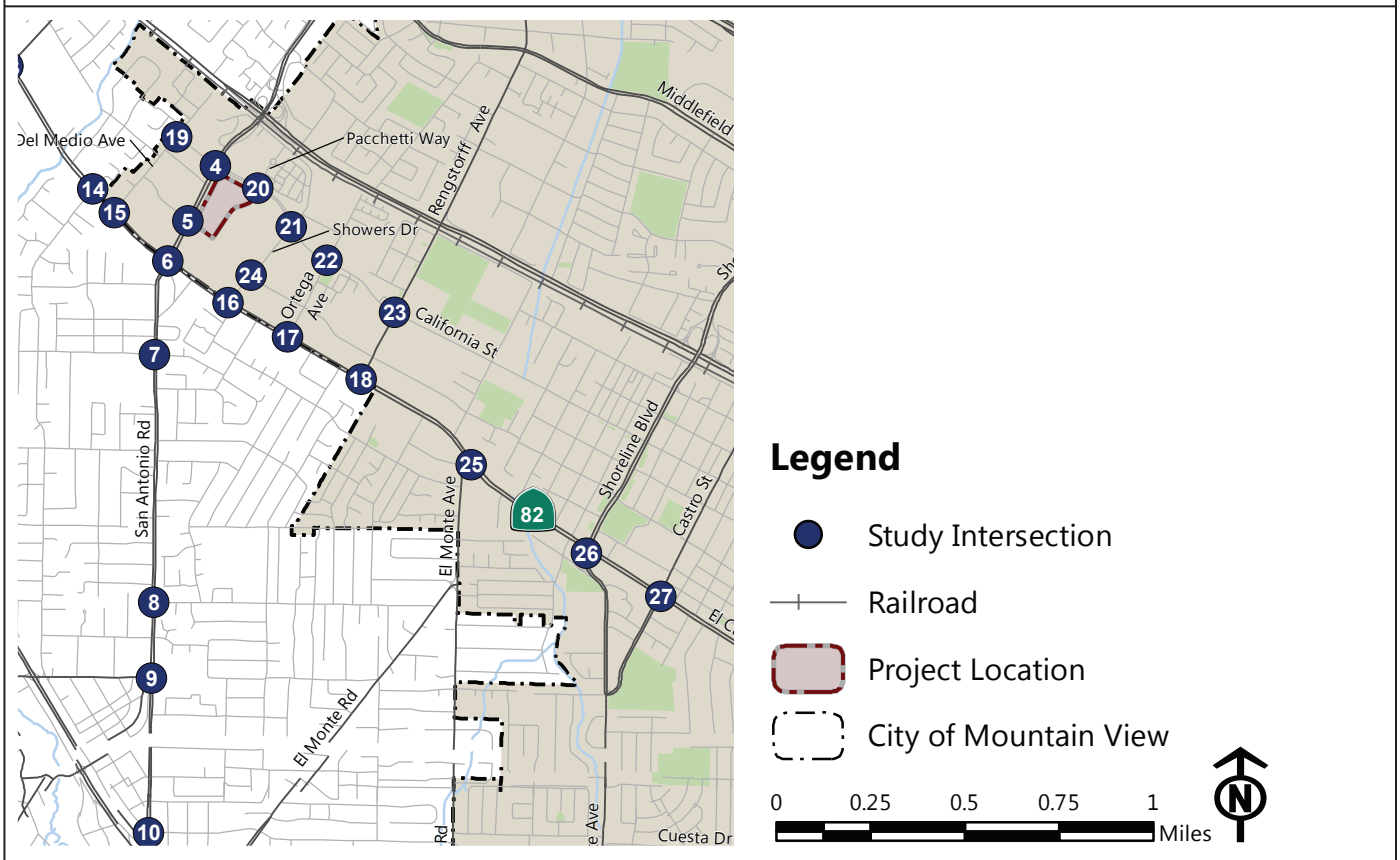 Middlefield
Rengstorff Ave
Pacchetti Way
Del Medio Ave
19
4
20
14
15
5
21
Showers Dr
6
22
24
Ortega
Ave
16
23
California St
17
7
18
San Antonio Rd
25
El Monte Ave
82
Shoreline Blvd
Castro St
26
27
8
9
El Monte Rd
10
Rd
Cuesta Dr
Legend
Study Intersection
Railroad
Project Location
City of Mountain View
0 0.25 0.5 0.75 1
Miles
N